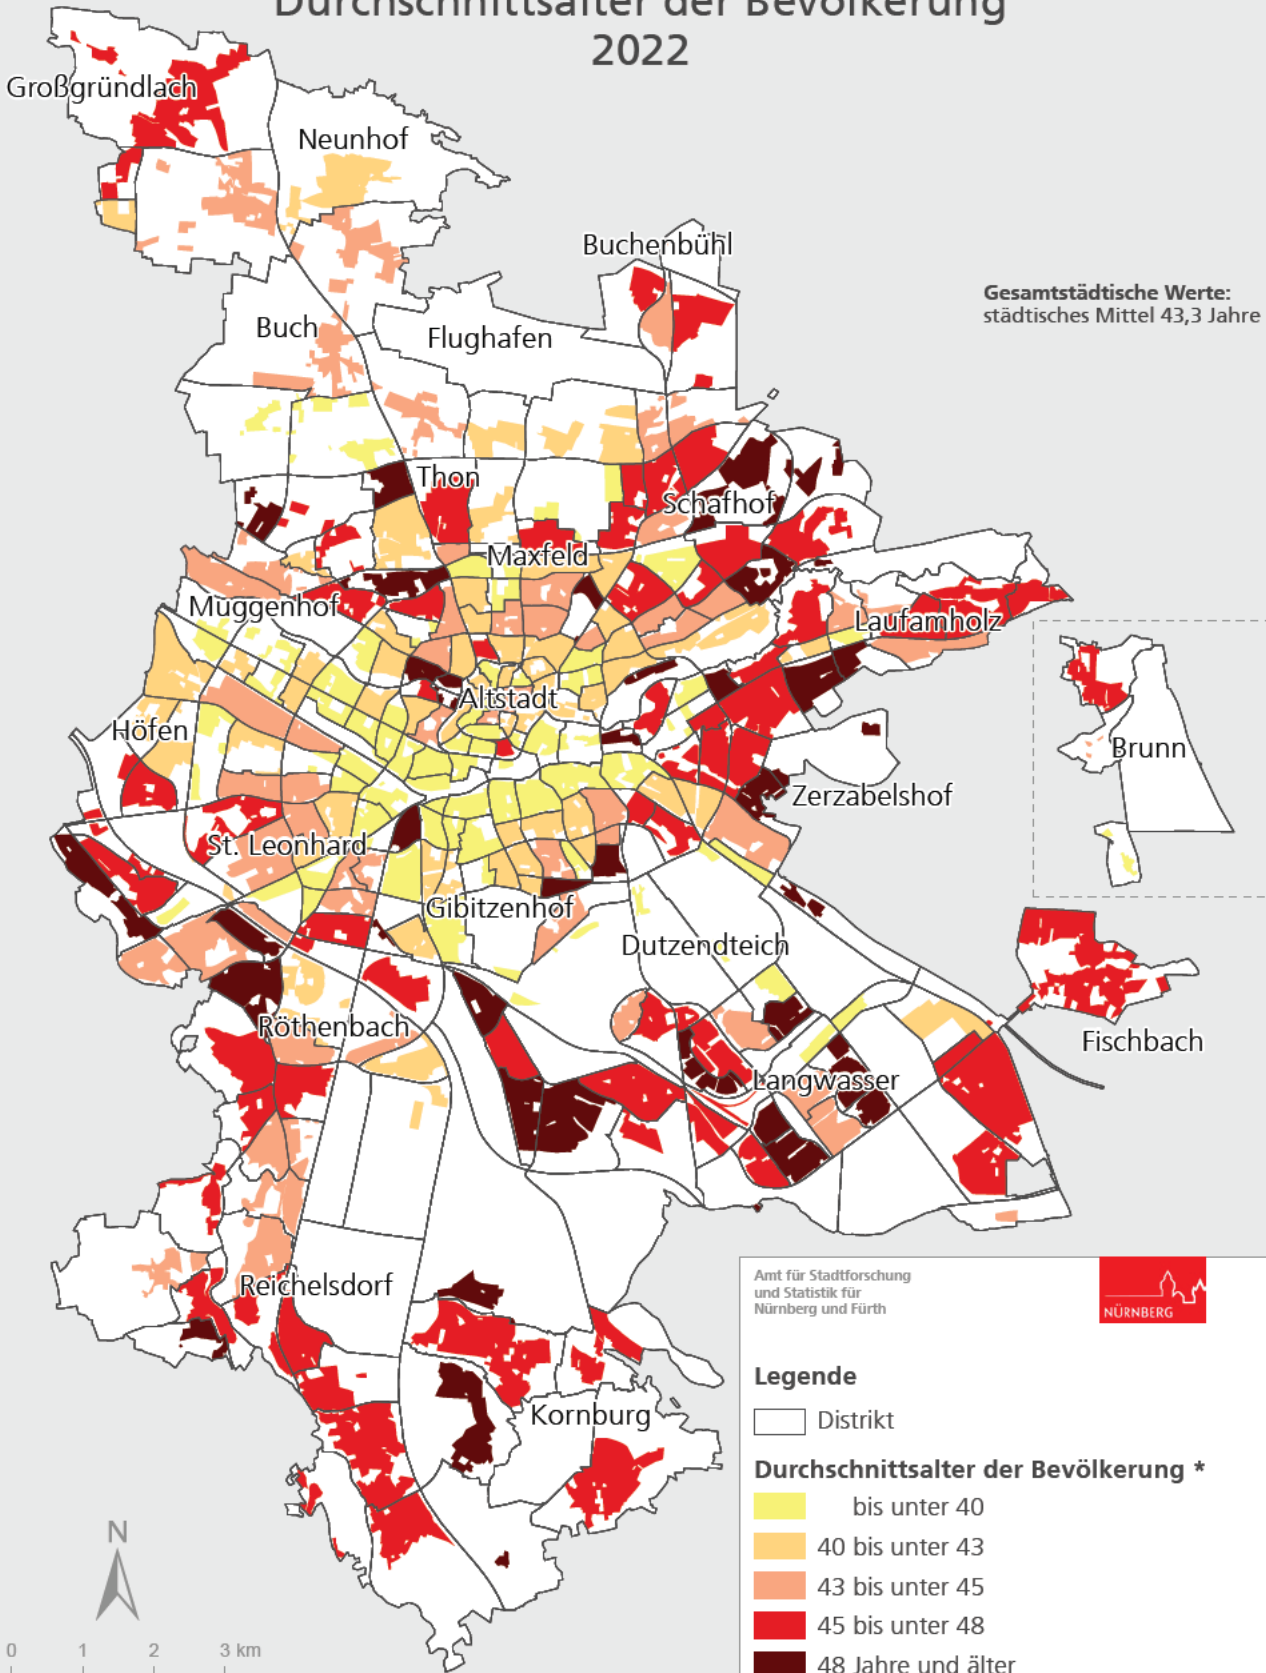 Durchschnittsalter der Bevölkerung
2022
Großgründlach
Neunhof
Buchenbühl
Gesamtstädtische Werte:
städtisches Mittel 43,3 Jahre
Buch
Flughafen
Thon
Schafhof
Maxfeld
Muggenhof
Laufamholz
Altstadt
Höfen
Brunn
Zerzabelshof
St. Leonhard
Gibitzenhof
Dutzendteich
Röthenbach
Fischbach
Langwasser
Reichelsdorf
Kornburg
Amt für Stadtforschung
und Statistik für
Nürnberg und Fürth
NÜRNBERG
Legende
Distrikt
Durchschnittsalter der Bevölkerung *
bis unter 40
40 bis unter 43
43 bis unter 45
45 bis unter 48
48 Jahre und älter
N
0 1 2 3 km